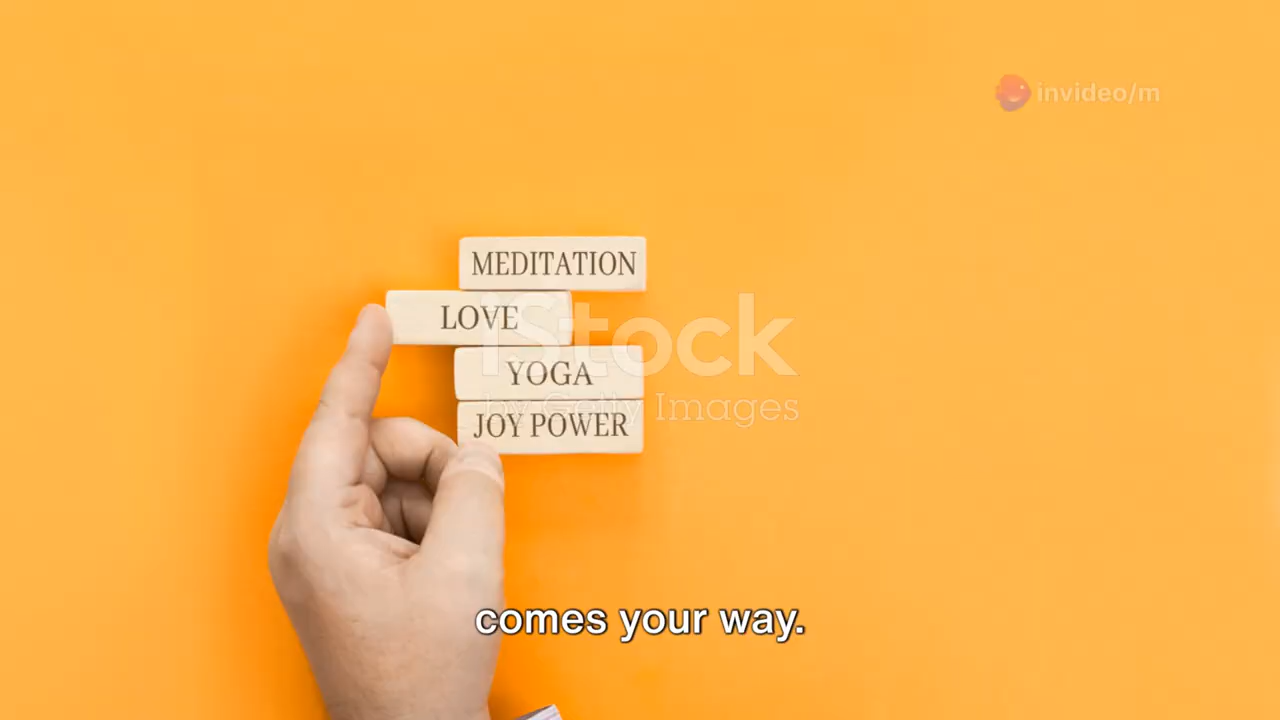 invideo/m
MEDITATION
LOVE
iStock
YOGA
by Getty Images
JOY POWER
comes your way.